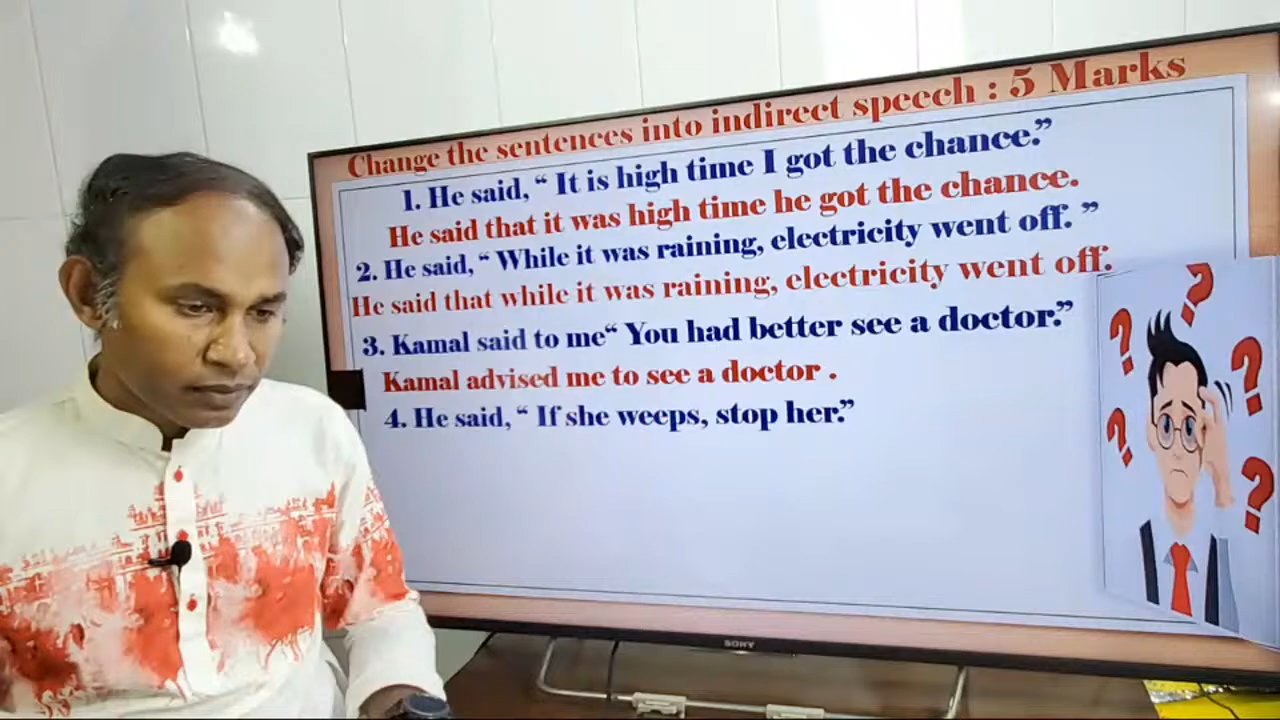 Change the sentences into indirect speech : 5 Marks
1. He said, “ It is high time I got the chance.”
He said that it was high time he got the chance.
2. He said, “ While it was raining, electricity went off. ”
He said that while it was raining, electricity went off.
3. Kamal said to me“ You had better see a doctor.”
Kamal advised me to see a doctor .
4. He said, “ If she weeps, stop her.”
? ? ? ? ?
SONY